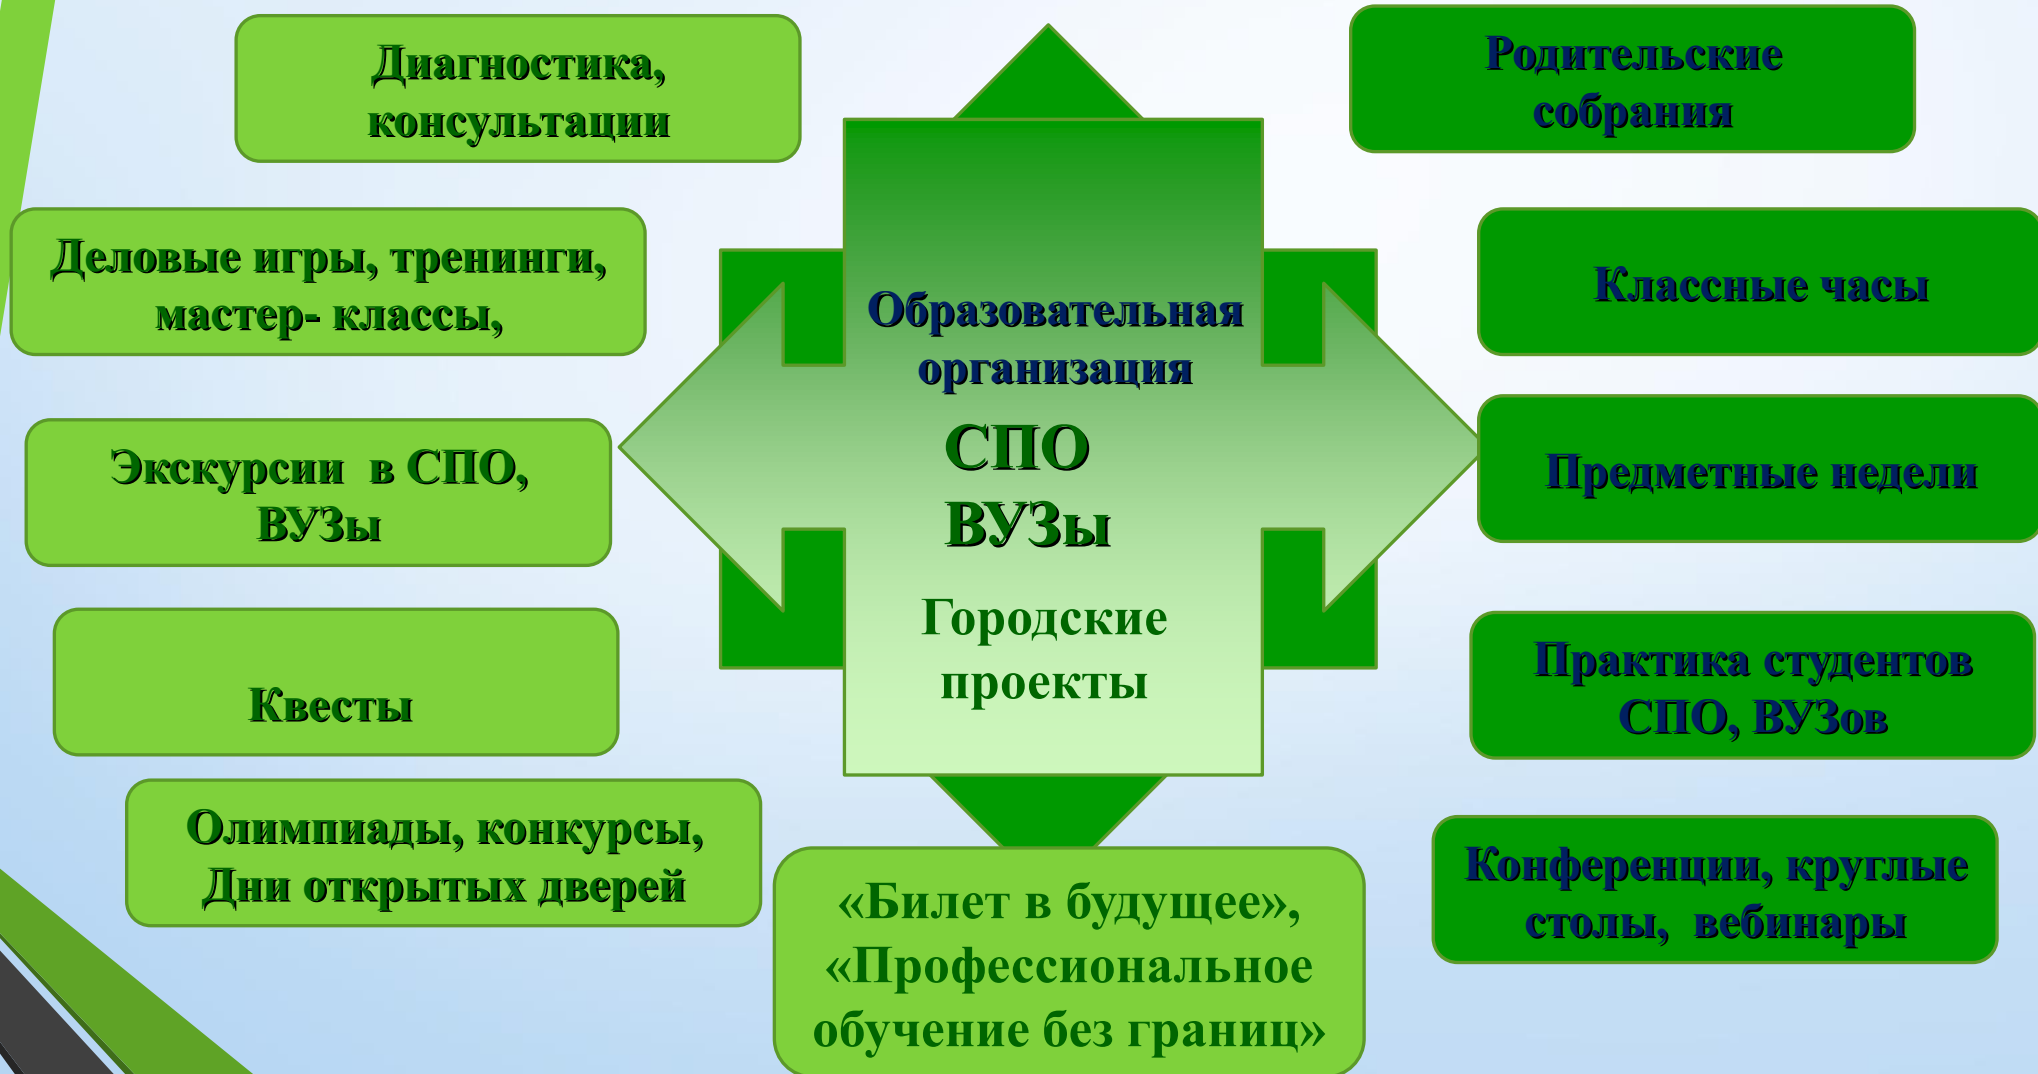 Диагностика,
консультации
Деловые игры, тренинги,
мастер- классы,
Экскурсии в СПО,
ВУЗы
Квесты
Олимпиады, конкурсы,
Дни открытых дверей
Образовательная
организация
СПО
ВУЗы
Городские
проекты
«Билет в будущее»,
«Профессиональное
обучение без границ»
Родительские
собрания
Классные часы
Предметные недели
Практика студентов
СПО, ВУЗов
Конференции, круглые
столы, вебинары